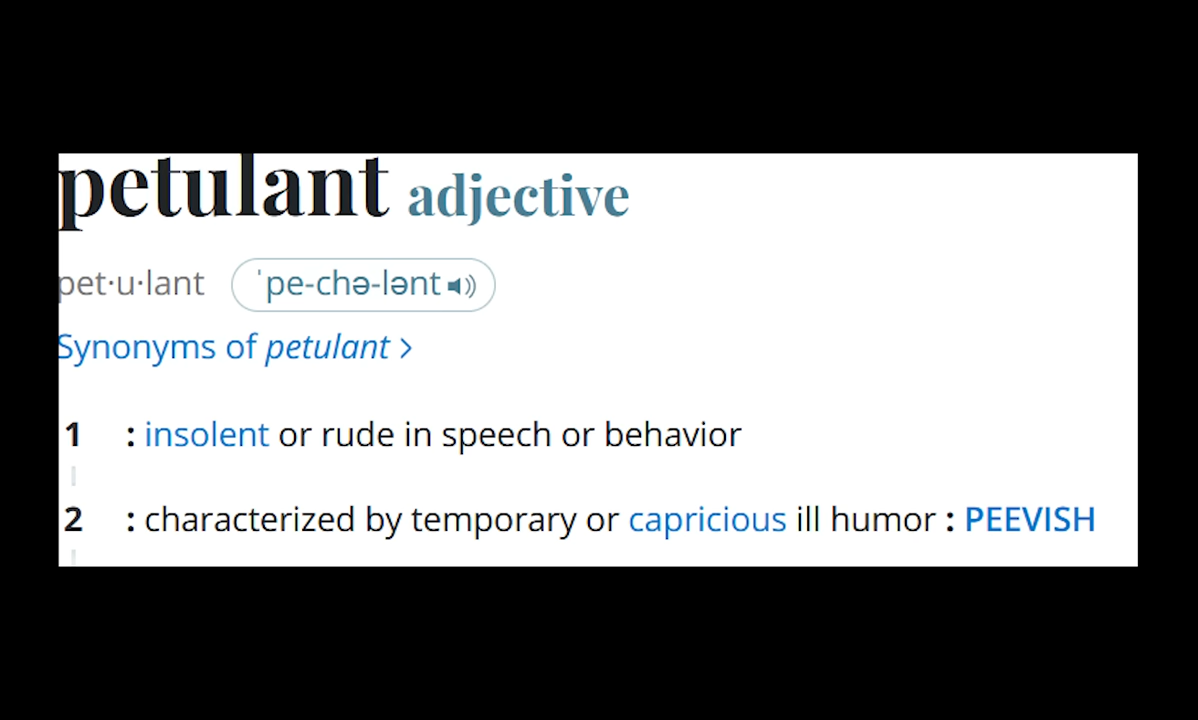 petulant adjective
pet·u·lant ˈpe-chə-lənt
Synonyms of petulant >
1 : insolent or rude in speech or behavior
2 : characterized by temporary or capricious ill humor : PEEVISH